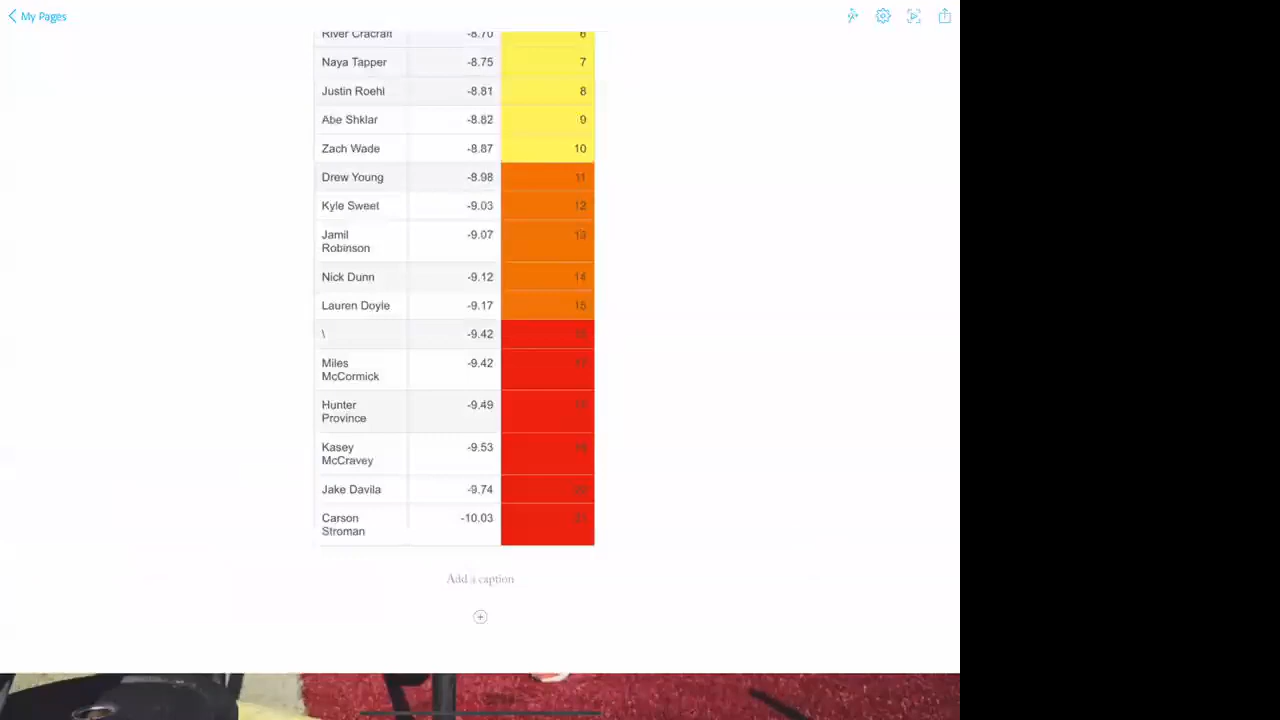 My Pages
River Cracraft -8.70 6
Naya Tapper -8.75 7
Justin Roehl -8.81 8
Abe Shklar -8.82 9
Zach Wade -8.87 10
Drew Young -8.98 11
Kyle Sweet -9.03 12
Jamil -9.07 13
Robinson
Nick Dunn -9.12 14
Lauren Doyle -9.17 15
\ -9.42
Miles -9.42
McCormick
Hunter -9.49
Province
Kasey -9.53
McCravey
Jake Davila -9.74
Carson -10.03
Stroman
Add a caption